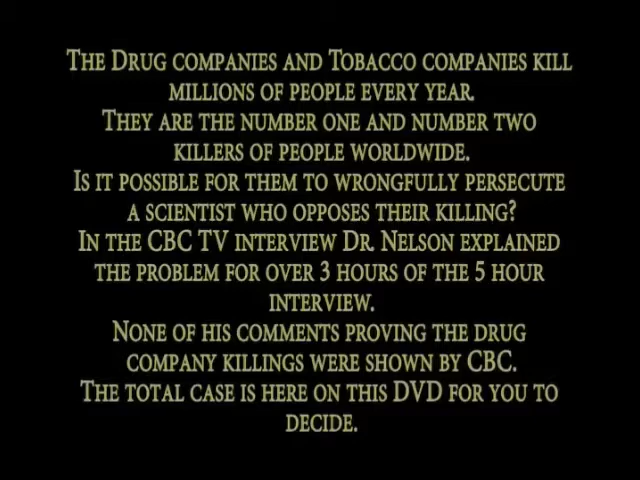 The Drug companies and Tobacco companies kill
millions of people every year.
They are the number one and number two
killers of people worldwide.
Is it possible for them to wrongfully persecute
a scientist who opposes their killing?
In the CBC TV interview Dr. Nelson explained
the problem for over 3 hours of the 5 hour
interview.
None of his comments proving the drug
company killings were shown by CBC.
The total case is here on this DVD for you to
decide.